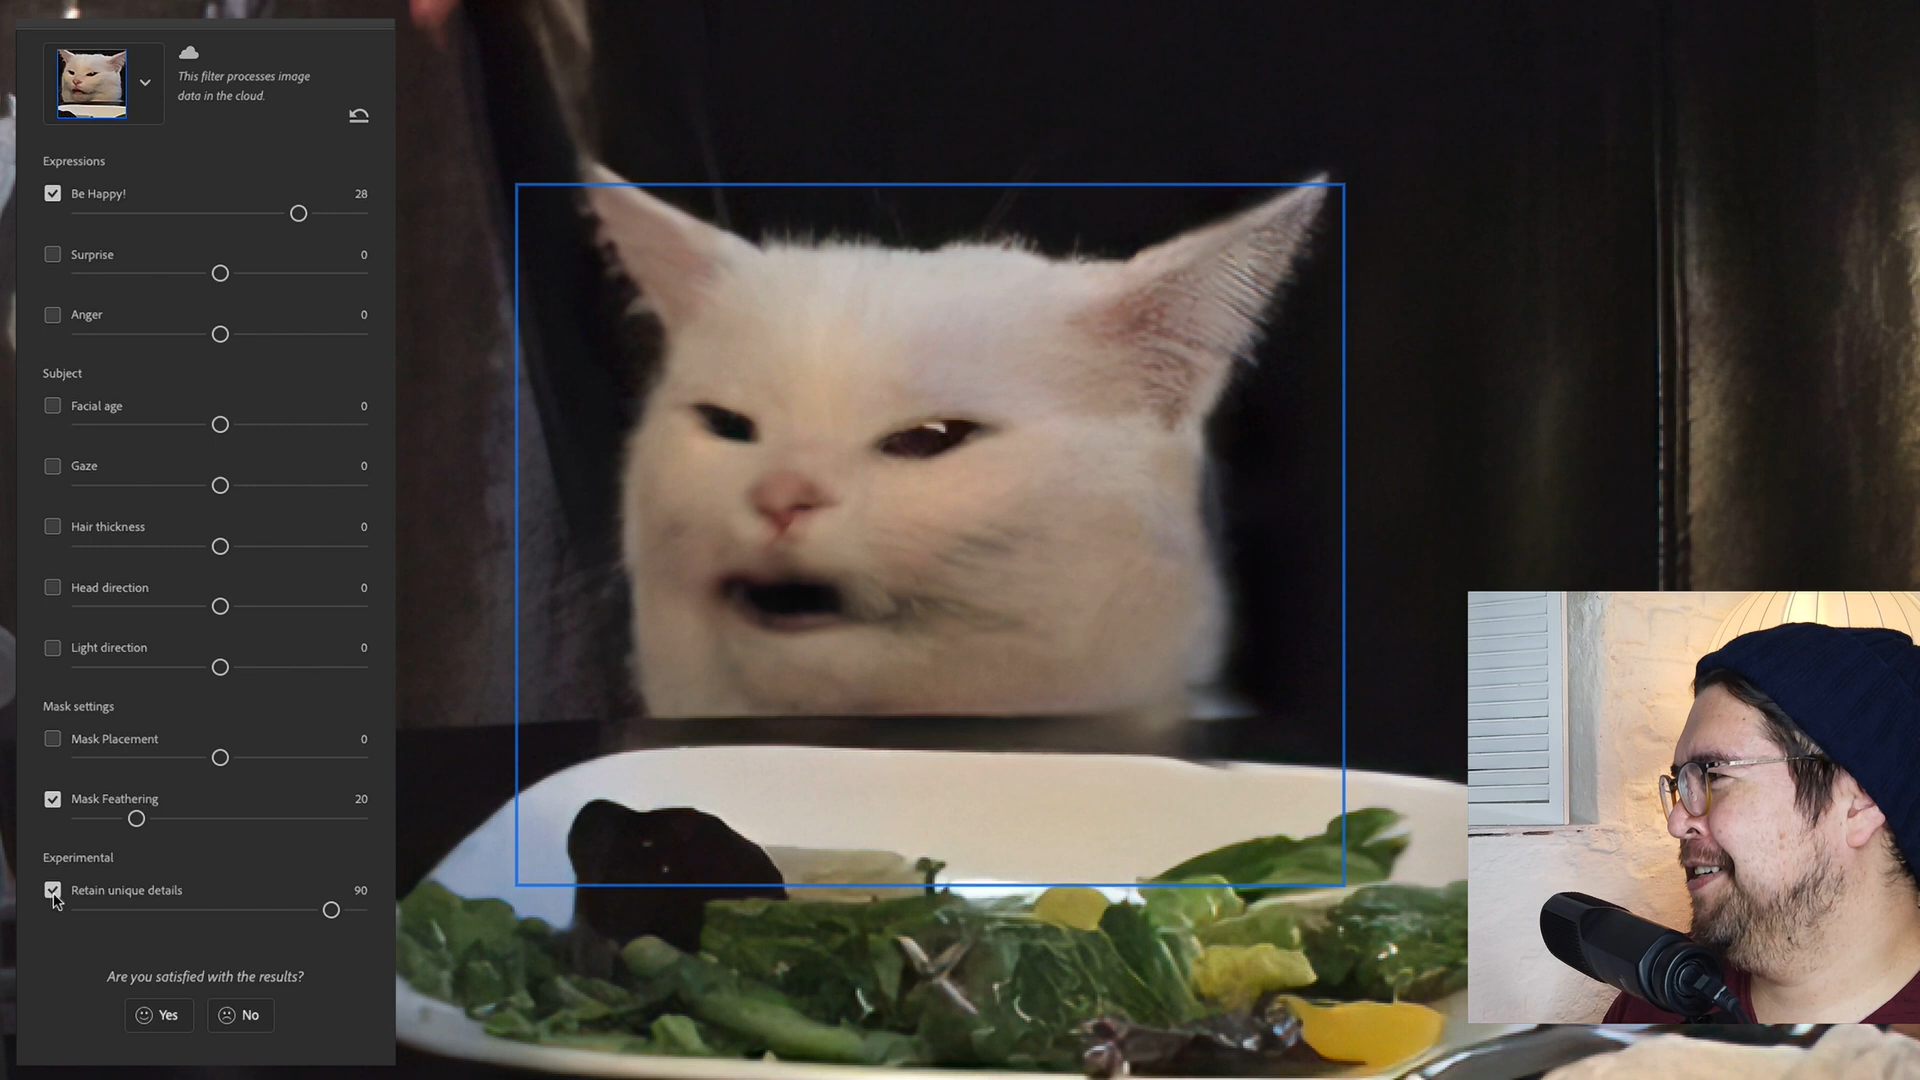 This filter processes image
data in the cloud.
Expressions
Be Happy! 28
Surprise 0
Anger 0
Subject
Facial age 0
Gaze 0
Hair thickness 0
Head direction 0
Light direction 0
Mask settings
Mask Placement 0
Mask Feathering 20
Experimental
Retain unique details 90
Are you satisfied with the results?
Yes No